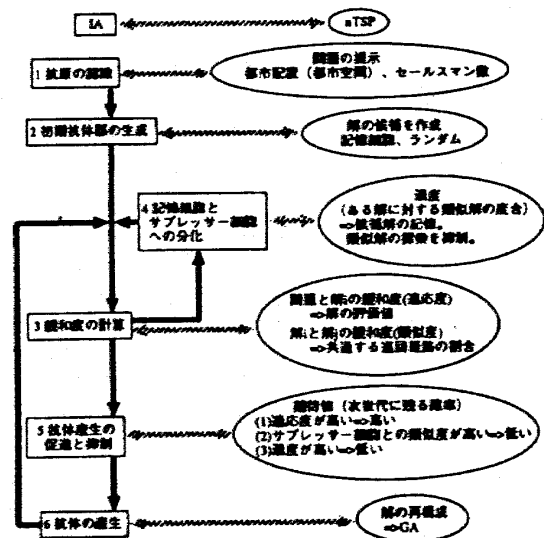 IA
nTSP
1 抗原の認識
問題の提示
都市配置(都市空間)、セールスマン数
2 初期抗体群の生成
解の候補を作成
記憶細胞、ランダム
4 記憶細胞と
サプレッサー細胞
への分化
濃度
(ある解に対する類似解の度合)
⇒候補解の記憶。
類似解の探索を抑制。
3 親和度の計算
問題と解iの親和度(適応度)
⇒解の評価値
解iと解jの親和度(類似度)
⇒共通する巡回経路の割合
5 抗体産生の
促進と抑制
期待値(次世代に残る確率)
(1)適応度が高い⇒高い
(2)サプレッサー細胞との類似度が高い⇒低い
(3)濃度が高い⇒低い
6 抗体の産生
解の再構成
⇒GA